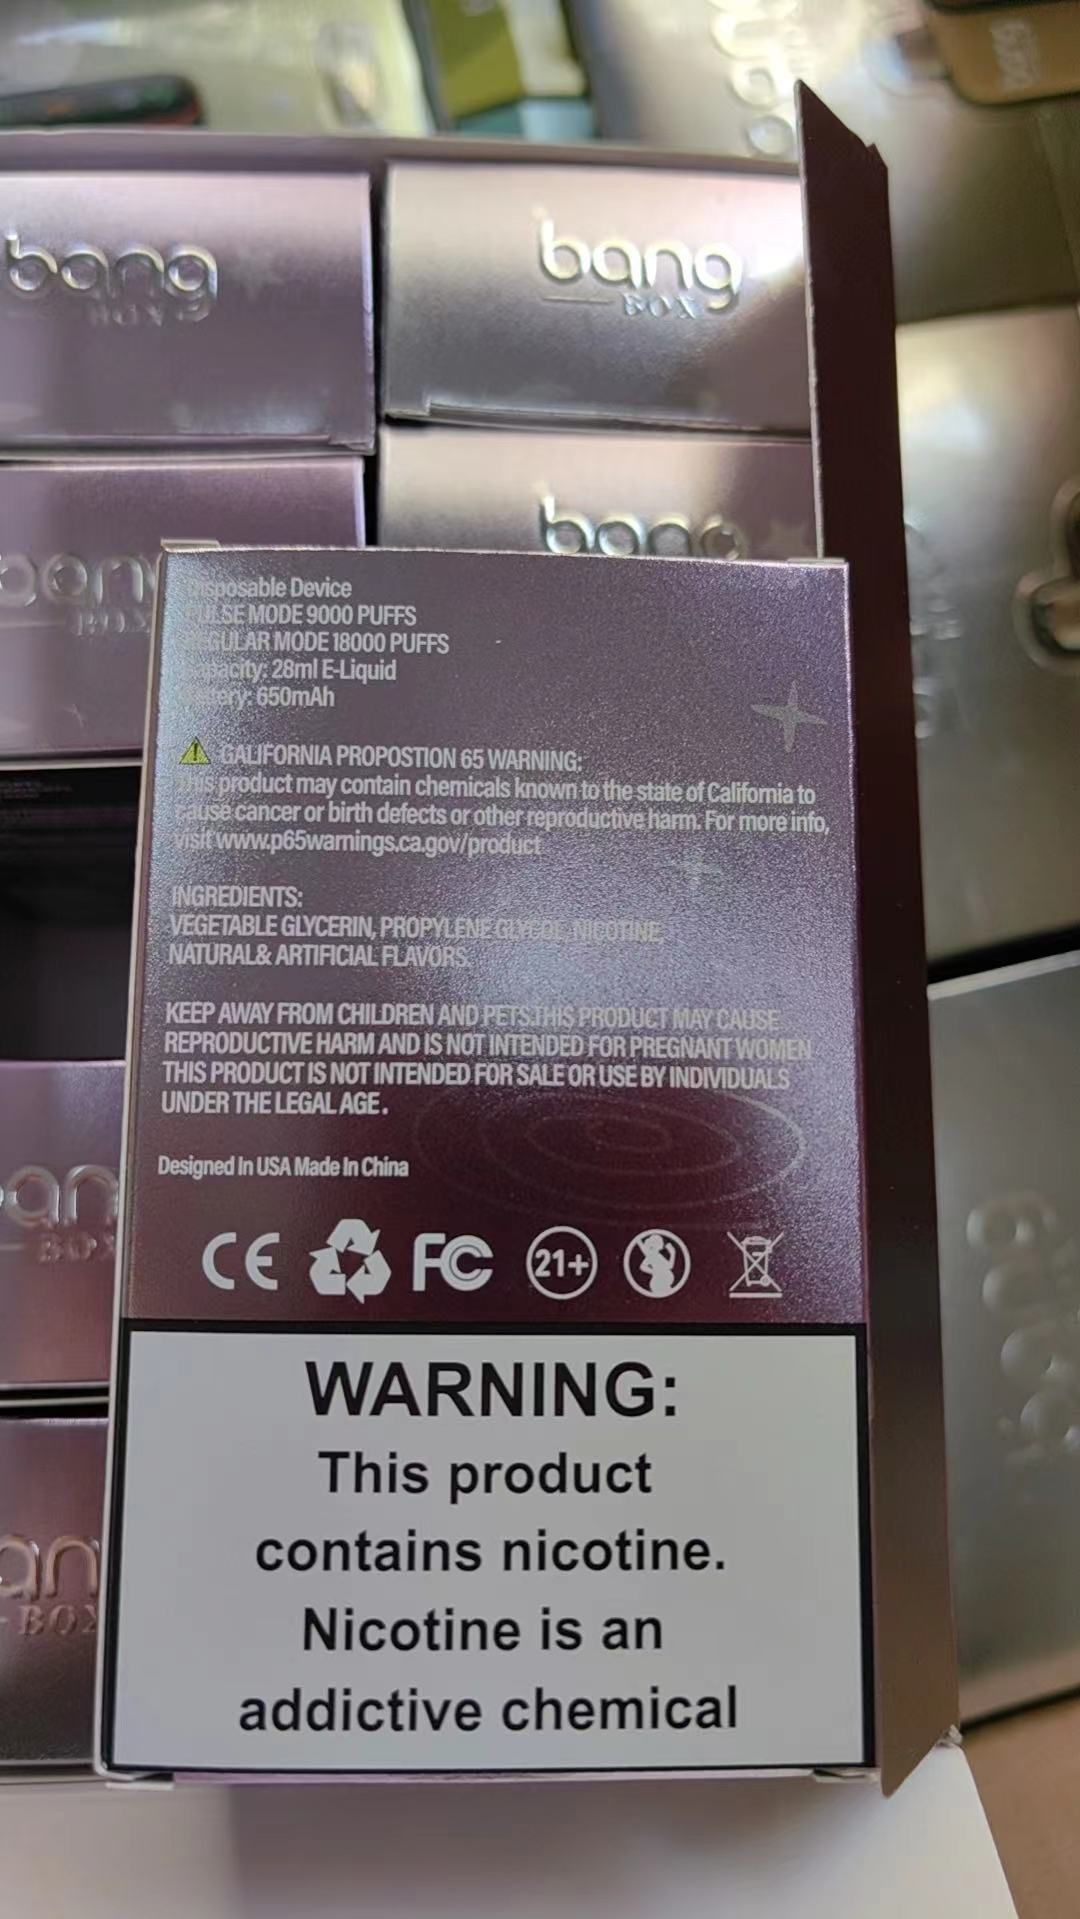 bang
BOX
bang
BOX
bang
BOX
Disposable Device
PULSE MODE 9000 PUFFS
REGULAR MODE 18000 PUFFS
Capacity: 28ml E-Liquid
Battery: 650mAh
GALIFORNIA PROPOSTION 65 WARNING:
This product may contain chemicals known to the state of California to
cause cancer or birth defects or other reproductive harm. For more info,
visit www.p65warnings.ca.gov/product
INGREDIENTS:
VEGETABLE GLYCERIN, PROPYLENE GLYCOL, NICOTINE,
NATURAL& ARTIFICIAL FLAVORS.
KEEP AWAY FROM CHILDREN AND PETS.THIS PRODUCT MAY CAUSE
REPRODUCTIVE HARM AND IS NOT INTENDED FOR PREGNANT WOMEN
THIS PRODUCT IS NOT INTENDED FOR SALE OR USE BY INDIVIDUALS
UNDER THE LEGAL AGE.
Designed In USA Made In China
CE FC 21+
BOX
WARNING:
This product
contains nicotine.
Nicotine is an
addictive chemical